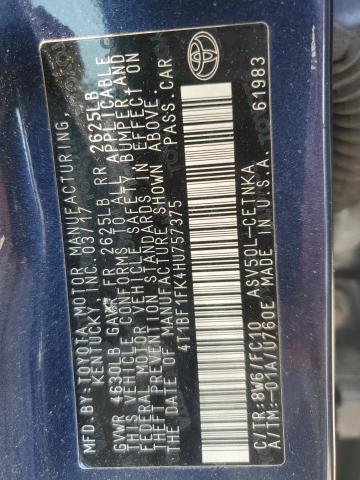 MFD.BY:TOYOTA MOTOR MANUFACTURING,
KENTUCKY, INC. 03/17
GVWR 4630LB GAWR FR 2625LB RR 2625LB
THIS VEHICLE CONFORMS TO ALL APPLICABLE
FEDERAL MOTOR VEHICLE SAFETY, BUMPER, AND
THEFT PREVENTION STANDARDS IN EFFECT ON
THE DATE OF MANUFACTURE SHOWN ABOVE.
4T1BF1FK4HU757375 PASS. CAR
C/TR:8W6/FC10 ASV50L-CETNKA
A/TM:-01A/U760E MADE IN U.S.A. 61983